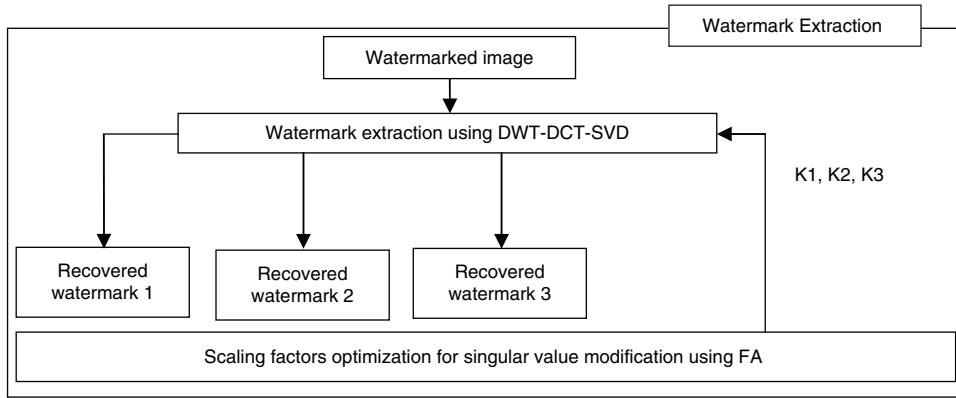 Watermark Extraction
Watermarked image
Watermark extraction using DWT-DCT-SVD
K1, K2, K3
Recovered
watermark 1
Recovered
watermark 2
Recovered
watermark 3
Scaling factors optimization for singular value modification using FA